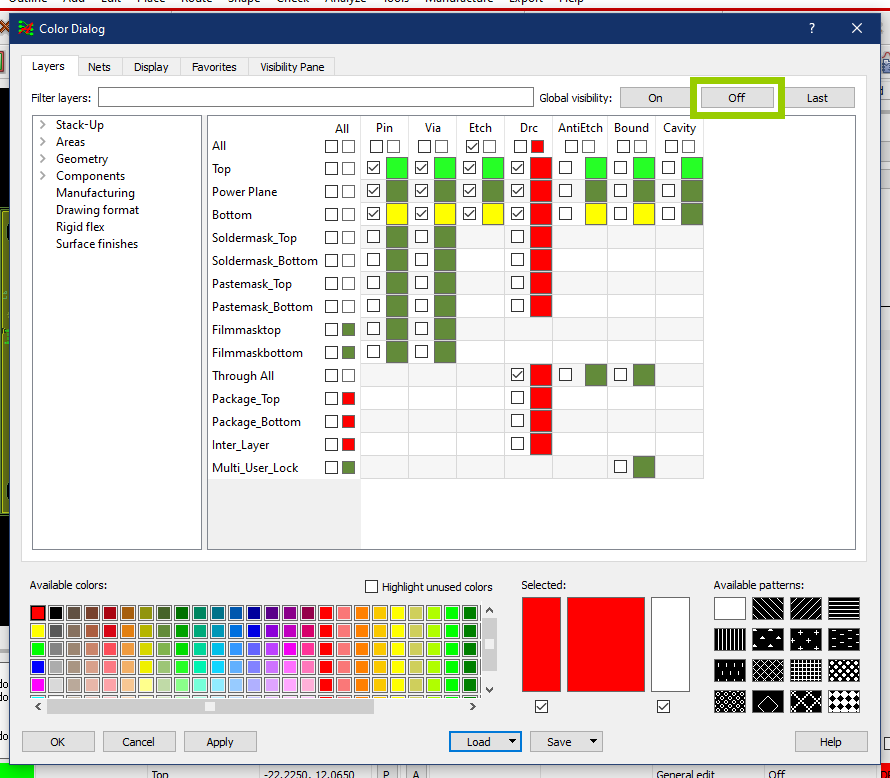 Outline Add Edit Place Route Shape Check Analyze Tools Manufacture Export Help
Color Dialog ?
Layers Nets Display Favorites Visibility Pane
Filter layers: Global visibility: On Off Last
Stack-Up
Areas
Geometry
Components
Manufacturing
Drawing format
Rigid flex
Surface finishes
All Pin Via Etch Drc AntiEtch Bound Cavity
All
Top
Power Plane
Bottom
Soldermask_Top
Soldermask_Bottom
Pastemask_Top
Pastemask_Bottom
Filmmasktop
Filmmaskbottom
Through All
Package_Top
Package_Bottom
Inter_Layer
Multi_User_Lock
Available colors: Highlight unused colors Selected: Available patterns:
OK Cancel Apply Load Save Help
Top -22.2250, 12.0650 P A General edit Off